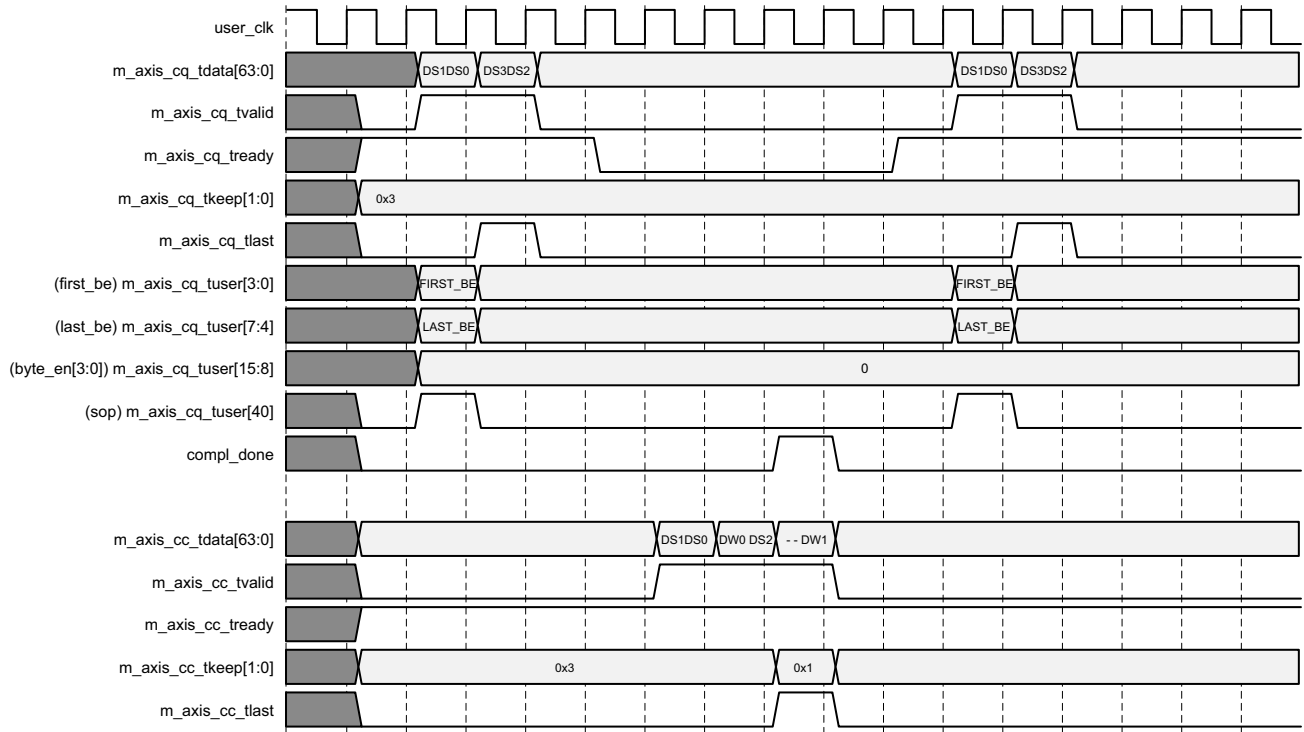 user_clk
m_axis_cq_tdata[63:0] DS1DS0 DS3DS2 DS1DS0 DS3DS2
m_axis_cq_tvalid
m_axis_cq_tready
m_axis_cq_tkeep[1:0] 0x3
m_axis_cq_tlast
(first_be) m_axis_cq_tuser[3:0] FIRST_BE FIRST_BE
(last_be) m_axis_cq_tuser[7:4] LAST_BE LAST_BE
(byte_en[3:0]) m_axis_cq_tuser[15:8] 0
(sop) m_axis_cq_tuser[40]
compl_done
m_axis_cc_tdata[63:0] DS1DS0 DW0 DS2 - - DW1
m_axis_cc_tvalid
m_axis_cc_tready
m_axis_cc_tkeep[1:0] 0x3 0x1
m_axis_cc_tlast